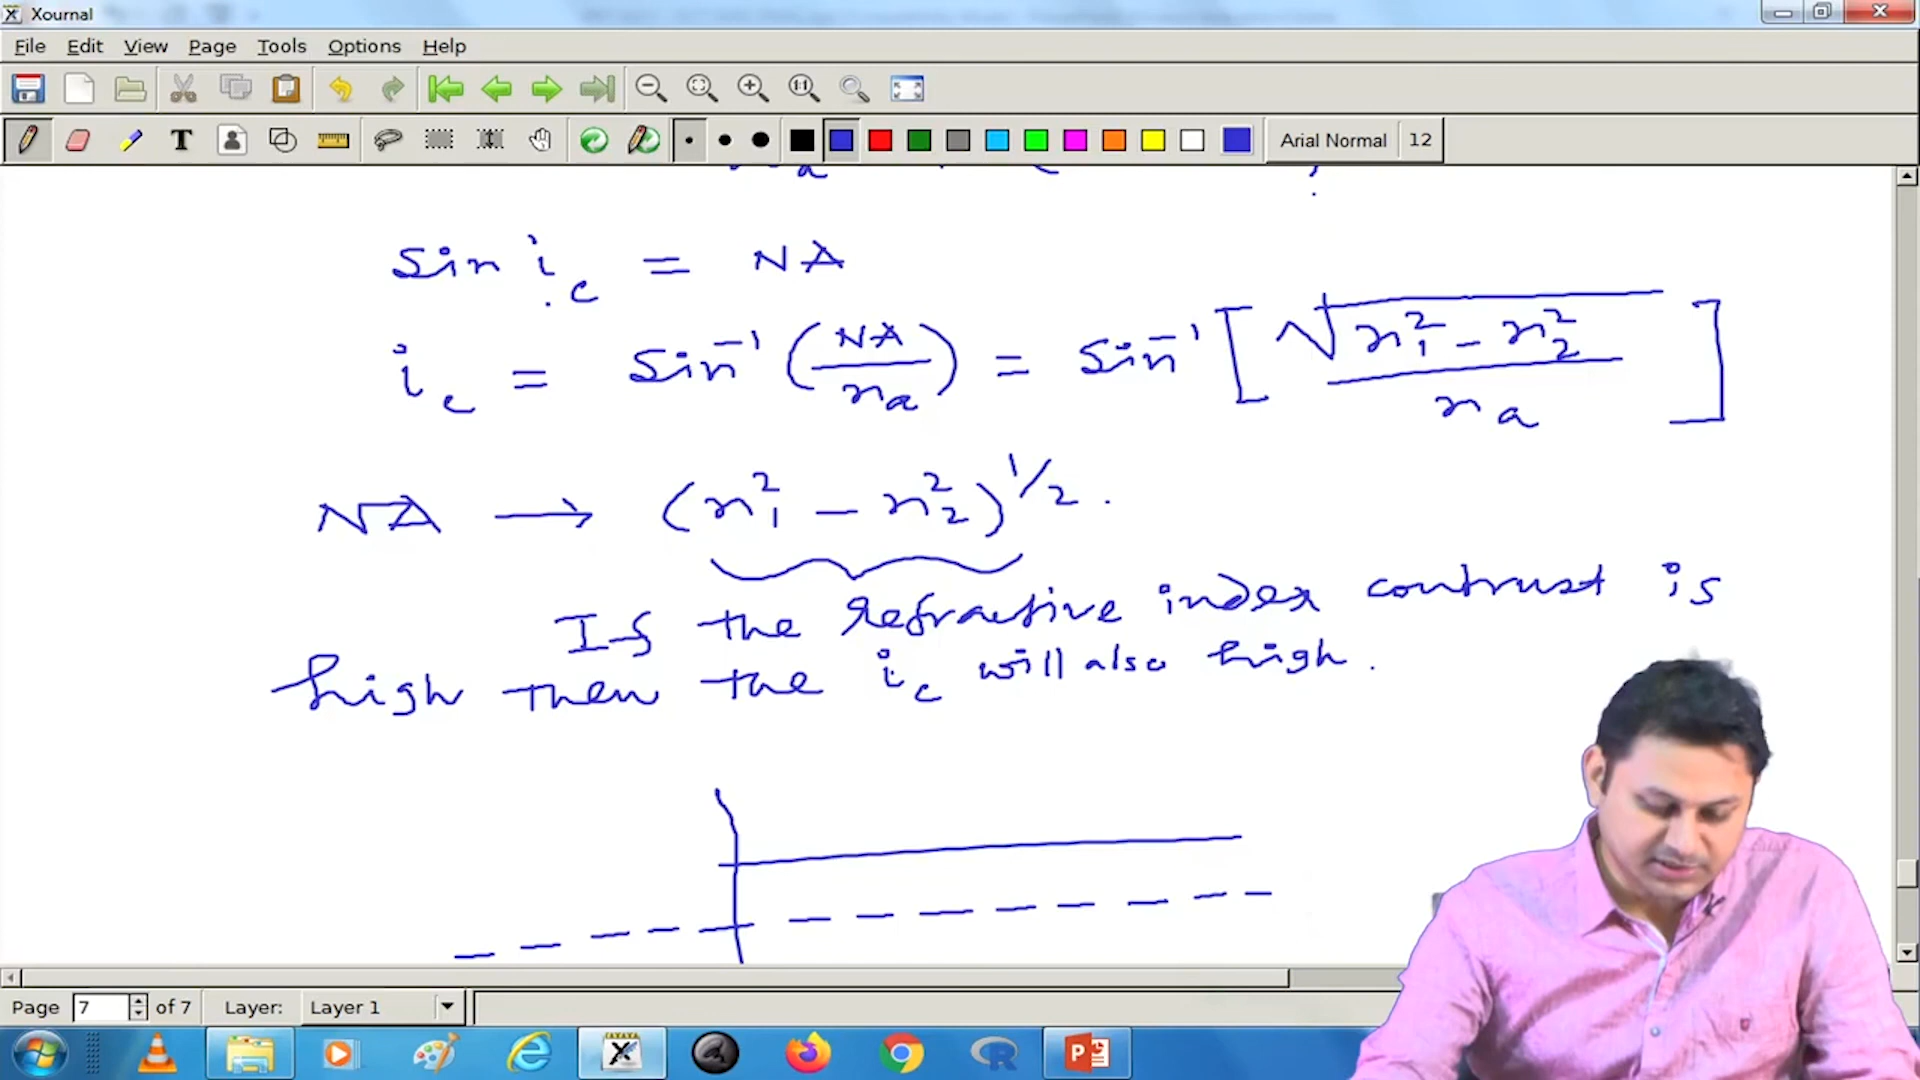 Xournal
File Edit View Page Tools Options Help
Arial Normal 12
sin i_c = NA
i_c = sin⁻¹ (NA/n_a) = sin⁻¹ [√(n₁² − n₂²)/n_a]
NA → (n₁² − n₂²)^1/2 .
If the refractive index contrust is
high then the i_c will also high .
Page 7 of 7 Layer: Layer 1